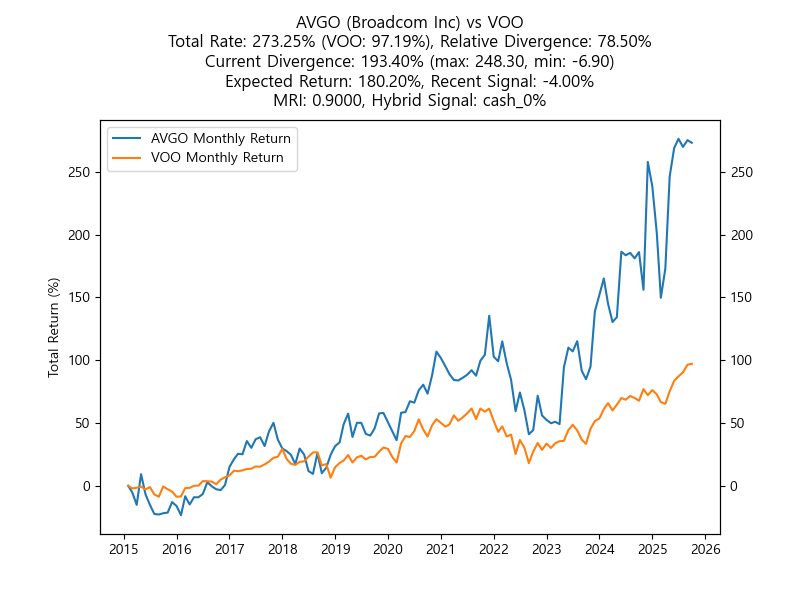 AVGO (Broadcom Inc) vs VOO
Total Rate: 273.25% (VOO: 97.19%), Relative Divergence: 78.50%
Current Divergence: 193.40% (max: 248.30, min: -6.90)
Expected Return: 180.20%, Recent Signal: -4.00%
MRI: 0.9000, Hybrid Signal: cash_0%
AVGO Monthly Return
VOO Monthly Return
Total Return (%)
250 250
200 200
150 150
100 100
50 50
0 0
2015 2016 2017 2018 2019 2020 2021 2022 2023 2024 2025 2026